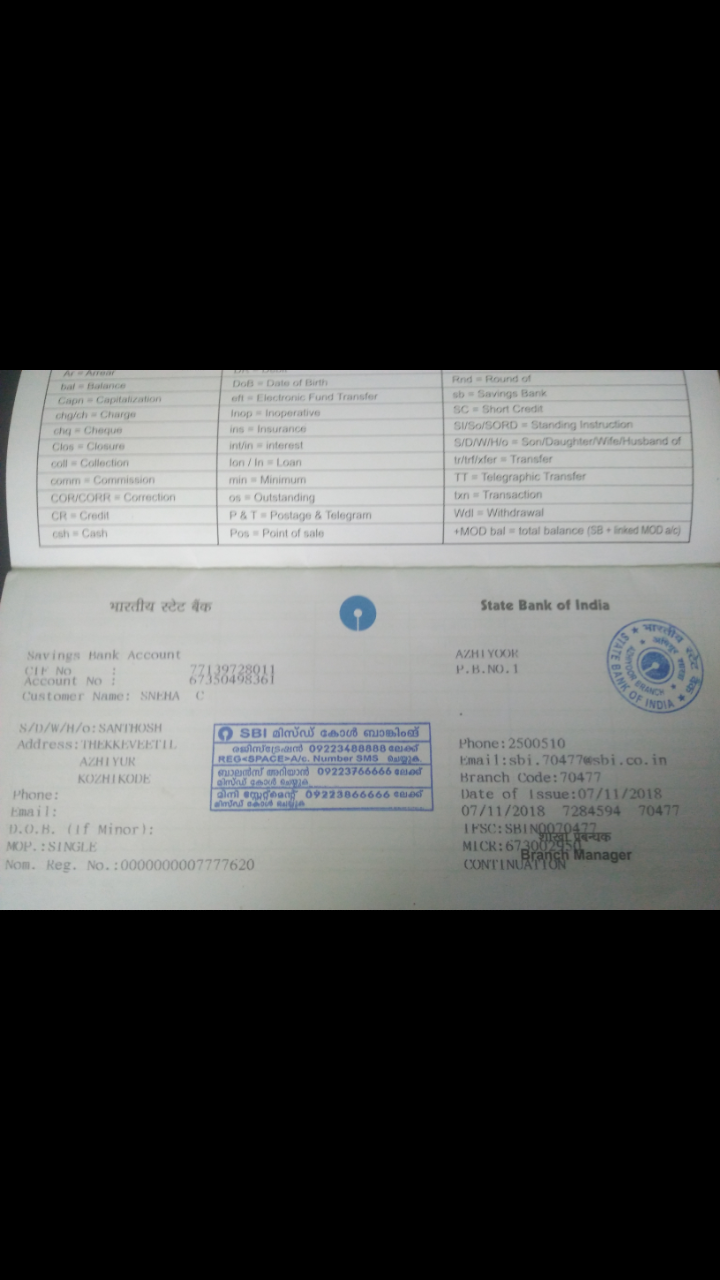 bal = Balance
DoB = Date of Birth
Rnd = Round of
Capn = Capitalization
eft = Electronic Fund Transfer
sb = Savings Bank
chg/ch = Charge
Inop = Inoperative
SC = Short Credit
chq = Cheque
ins = Insurance
SI/So/SORD = Standing Instruction
Clos = Closure
int/in = interest
S/D/W/H/o = Son/Daughter/Wife/Husband of
coll = Collection
lon / ln = Loan
tr/trf/xfer = Transfer
comm = Commission
min = Minimum
TT = Telegraphic Transfer
COR/CORR = Correction
os = Outstanding
txn = Transaction
CR = Credit
P & T = Postage & Telegram
Wdl = Withdrawal
csh = Cash
Pos = Point of sale
+MOD bal = total balance (SB + linked MOD a/c)
भारतीय स्टेट बैंक
State Bank of India
Savings Bank Account
CIF No : 77139728011
Account No : 67350498361
Customer Name: SNEHA C
AZHIYOOR
P.B.NO.1
भारतीय स्टेट बैंक
STATE BANK OF INDIA
AZHIYOOR BRANCH
S/D/W/H/o: SANTHOSH
Address: THEKKEVEETIL
AZHIYUR
KOZHIKODE
Phone:
Email:
D.O.B. (If Minor):
MOP.: SINGLE
Nom. Reg. No.:0000000007777620
SBI മിസ്ഡ് കോൾ ബാങ്കിംങ്
രജിസ്ട്രേഷൻ 09223488888 ലേക്ക്
REG<SPACE>A/c. Number SMS ചെയ്യുക
ബാലൻസ് അറിയാൻ 09223766666 ലേക്ക്
മിസ്ഡ് കോൾ ചെയ്യുക
മിനി സ്റ്റേറ്റ്മെന്റ് 09223866666 ലേക്ക്
മിസ്ഡ് കോൾ ചെയ്യുക
Phone:2500510
Email:sbi.70477@sbi.co.in
Branch Code:70477
Date of Issue:07/11/2018
07/11/2018 7284594 70477
IFSC:SBIN0070477
शाखा प्रबन्धक
MICR:673002950
Branch Manager
CONTINUATION